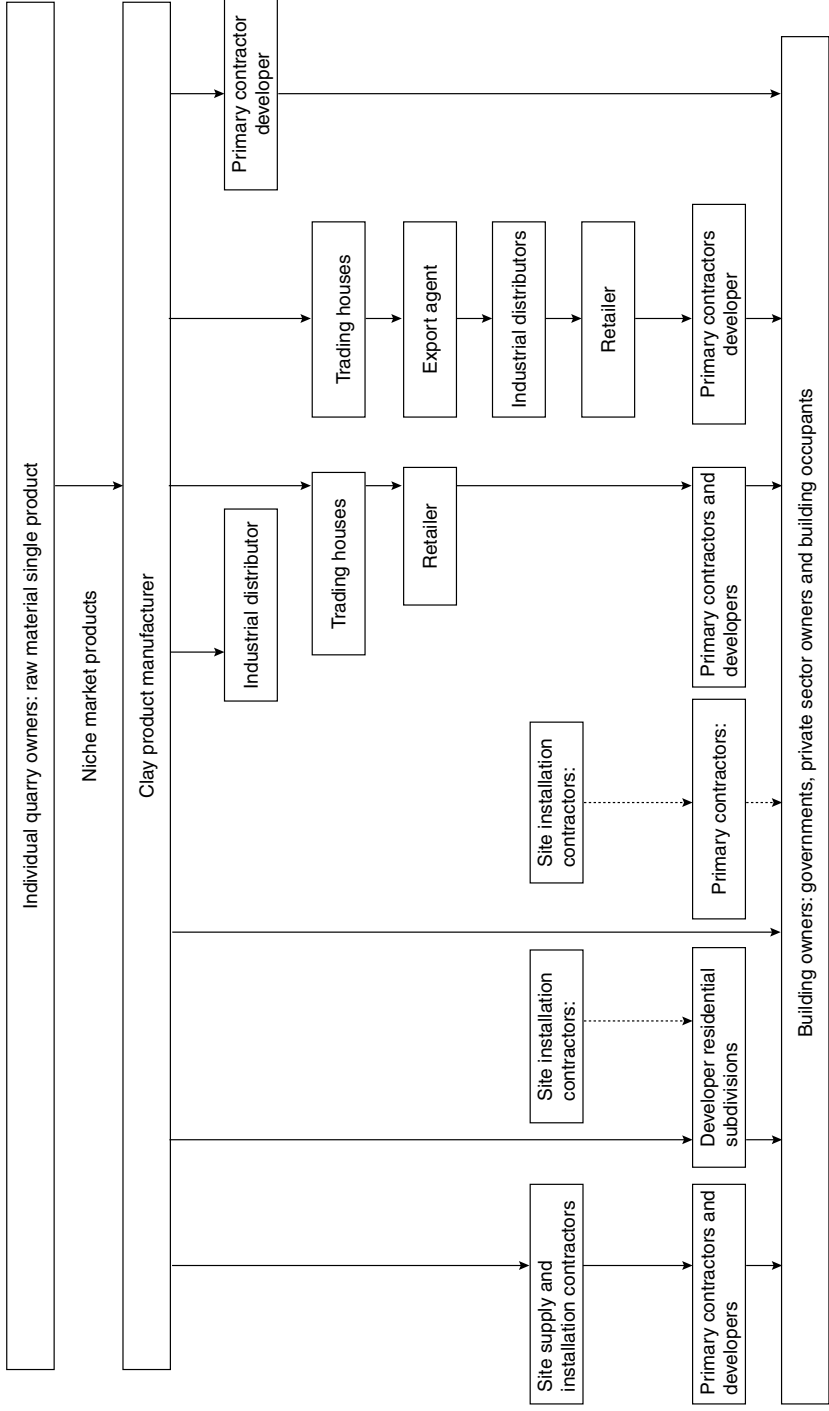 Individual quarry owners: raw material single product
Niche market products
Clay product manufacturer
Site supply and
installation contractors
Primary contractors and
developers
Site installation
contractors:
Developer residential
subdivisions
Site installation
contractors:
Primary contractors:
Industrial distributor
Trading houses
Retailer
Primary contractors and
developers
Trading houses
Export agent
Industrial distributors
Retailer
Primary contractors
developer
Primary contractor
developer
Building owners: governments, private sector owners and building occupants